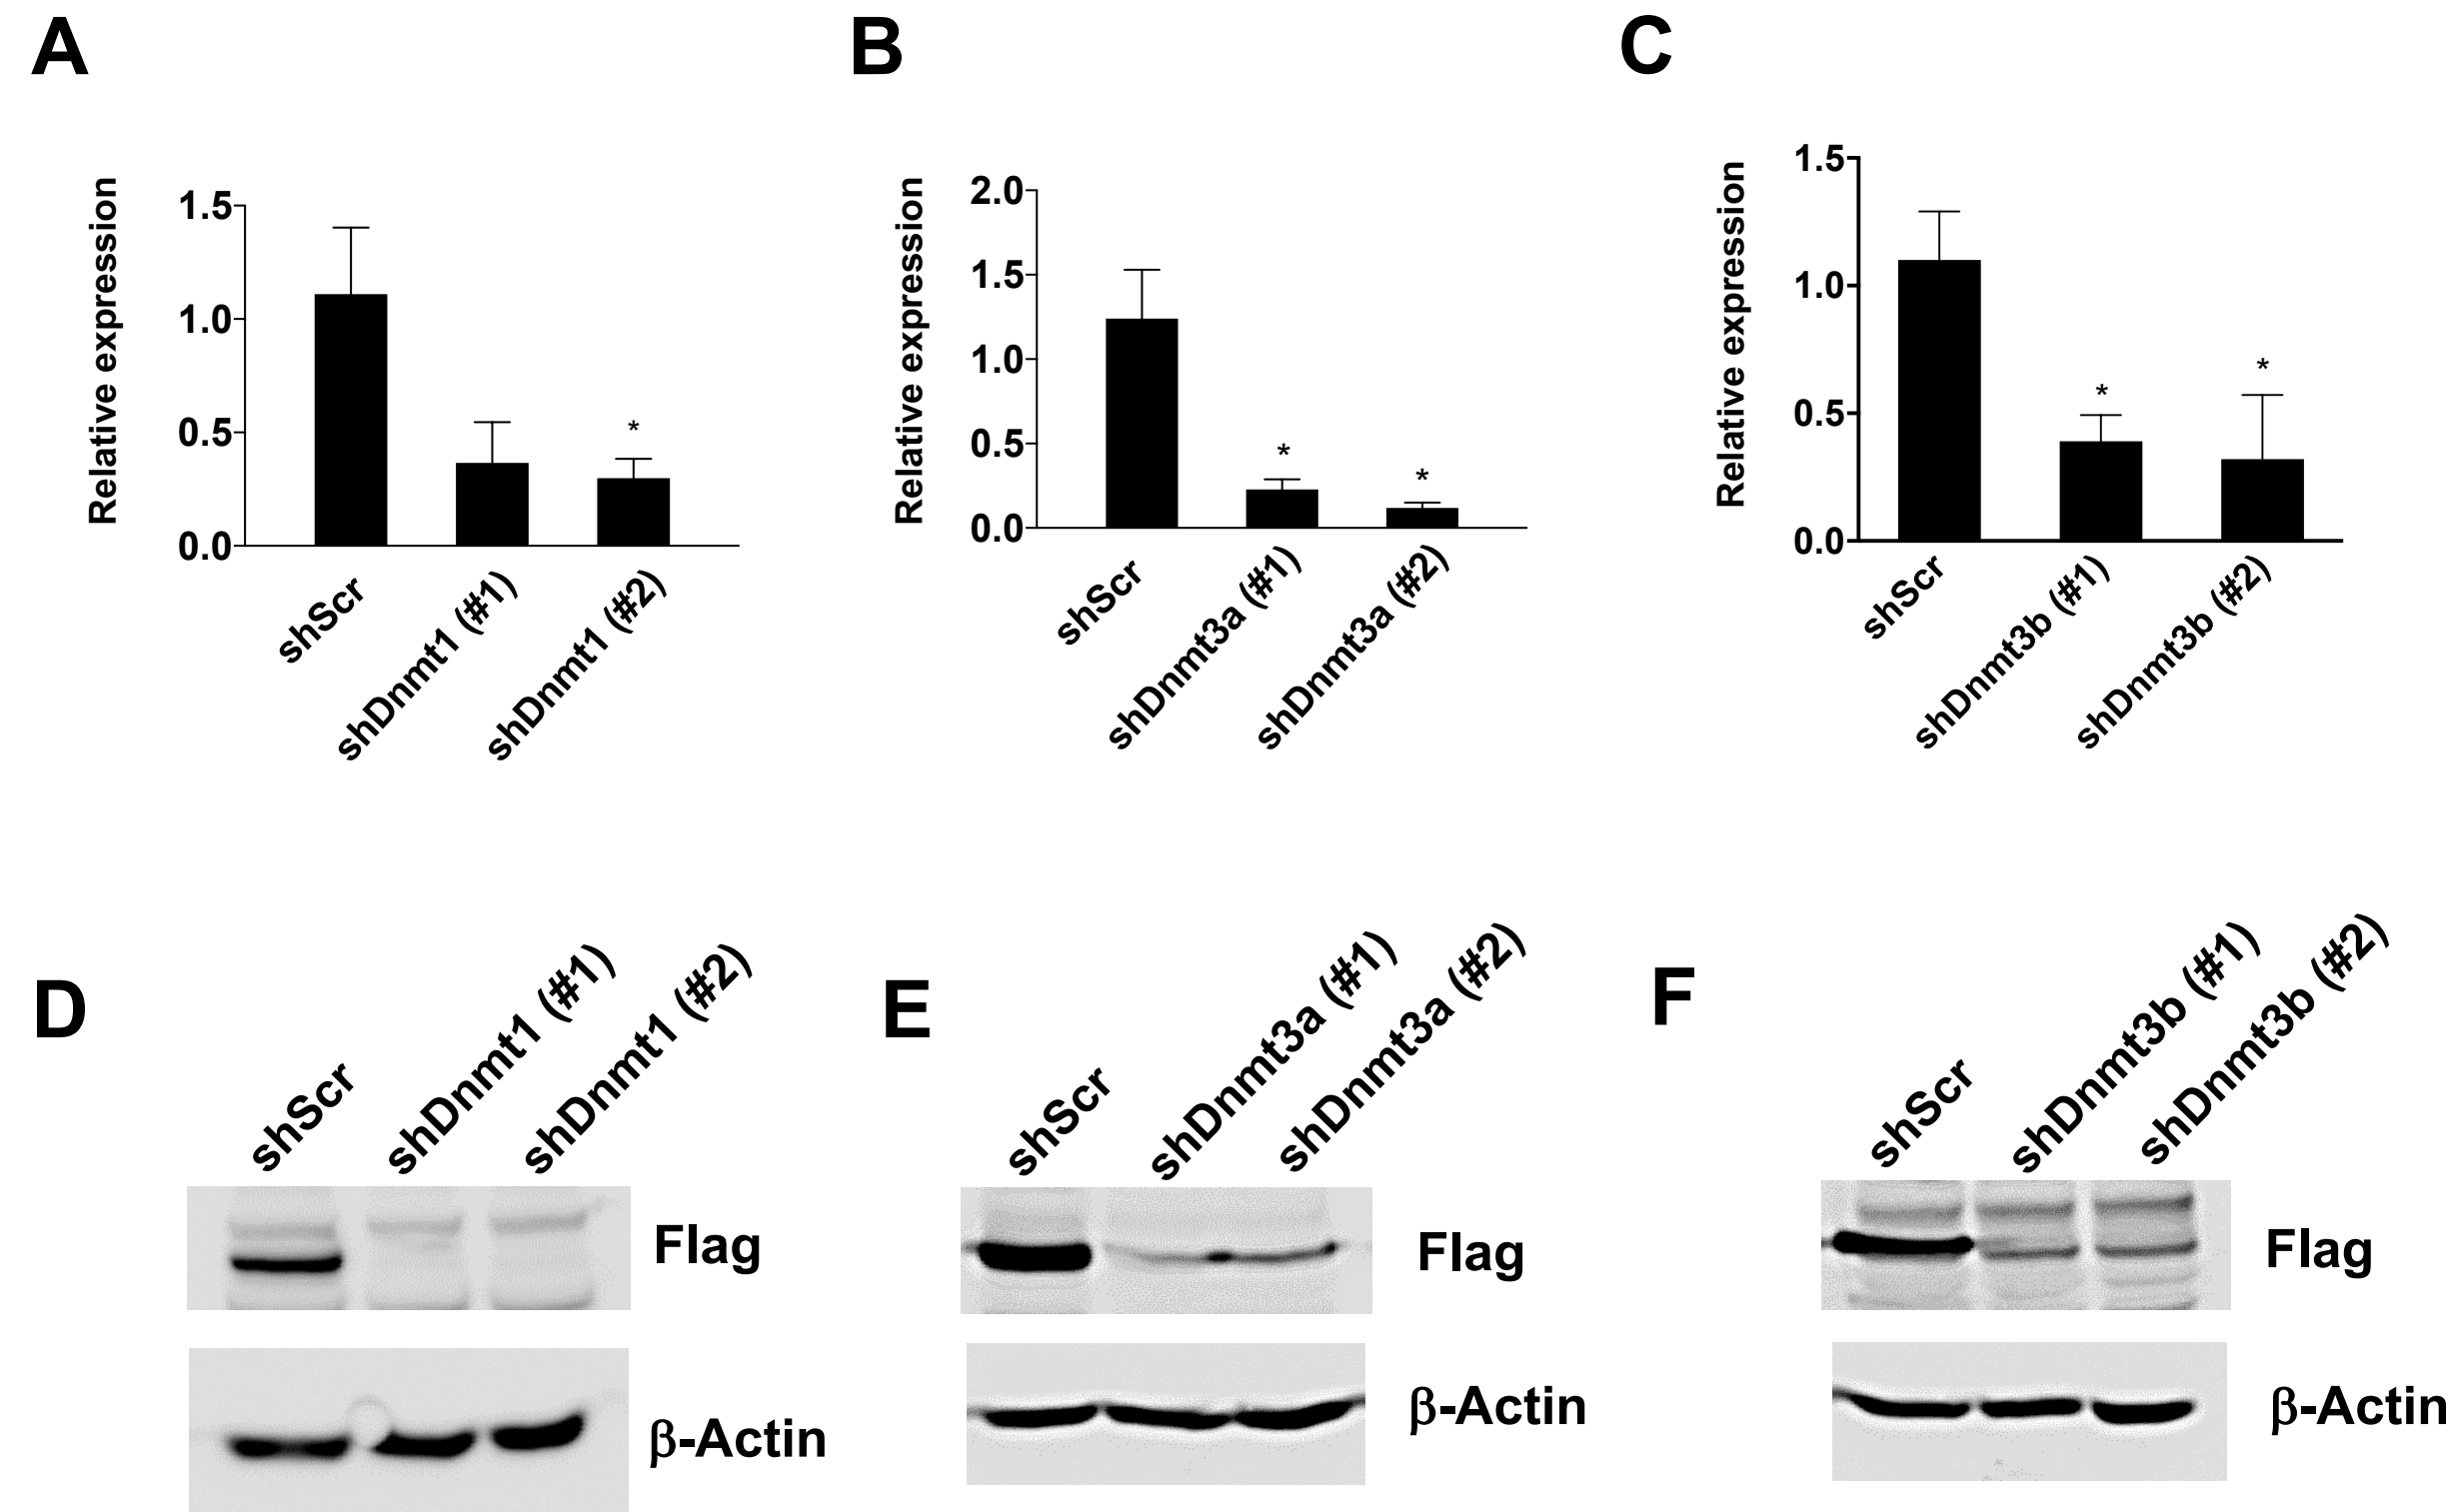 A
B
C
Relative expression
1.5
1.0
0.5
0.0
*
shScr
shDnmt1 (#1)
shDnmt1 (#2)
Relative expression
2.0
1.5
1.0
0.5
0.0
*
*
shScr
shDnmt3a (#1)
shDnmt3a (#2)
Relative expression
1.5
1.0
0.5
0.0
*
*
shScr
shDnmt3b (#1)
shDnmt3b (#2)
D
shScr
shDnmt1 (#1)
shDnmt1 (#2)
Flag
β-Actin
E
shScr
shDnmt3a (#1)
shDnmt3a (#2)
Flag
β-Actin
F
shScr
shDnmt3b (#1)
shDnmt3b (#2)
Flag
β-Actin